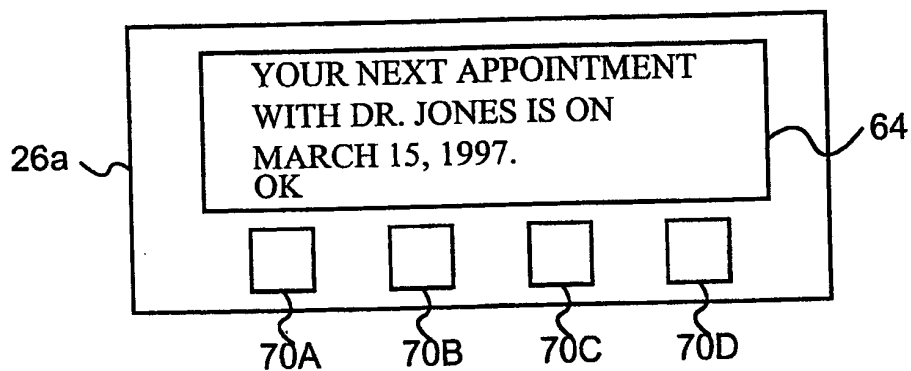 YOUR NEXT APPOINTMENT
WITH DR. JONES IS ON
MARCH 15, 1997.
OK
64
26a
70A 70B 70C 70D